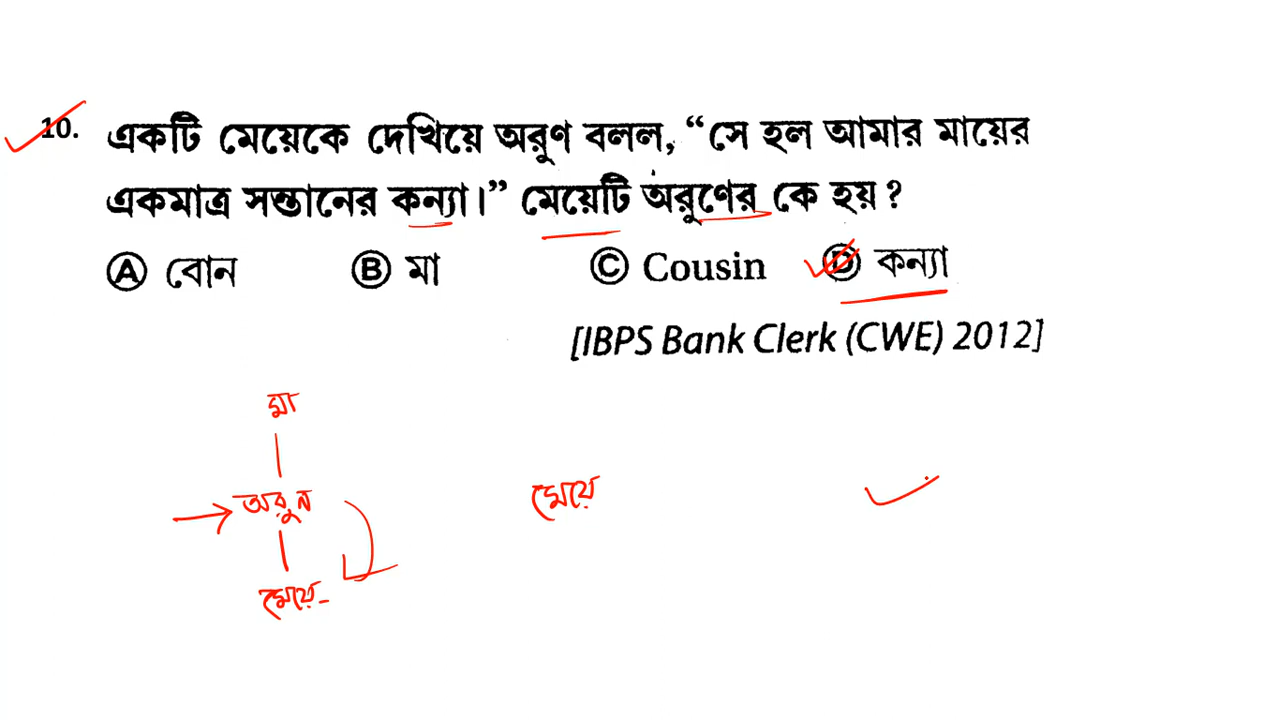 10. একটি মেয়েকে দেখিয়ে অরুণ বলল, “সে হল আমার মায়ের
একমাত্র সন্তানের কন্যা।” মেয়েটি অরুণের কে হয়?
Ⓐ বোন Ⓑ মা Ⓒ Cousin Ⓓ কন্যা
[IBPS Bank Clerk (CWE) 2012]
মা
অরুন
মেয়ে
মেয়ে